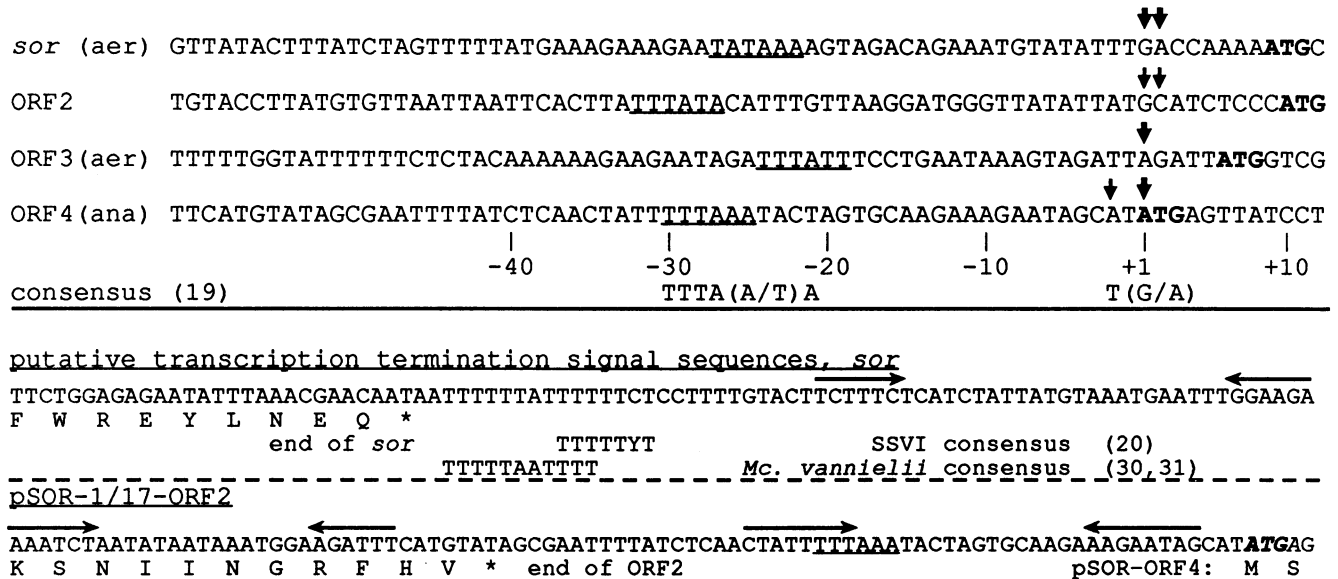 sor (aer) GTTATACTTTATCTAGTTTTTATGAAAGAAAGAATATAAAAGTAGACAGAAATGTATATTTGACCAAAAATGC
ORF2 TGTACCTTATGTGTTAATTAATTCACTTATTTATACATTTGTTAAGGATGGGTTATATTATGCATCTCCCATG
ORF3(aer) TTTTTGGTATTTTTTCTCTACAAAAAAGAAGAATAGATTTATTTCCTGAATAAAGTAGATTAGATTATGGTCG
ORF4(ana) TTCATGTATAGCGAATTTTATCTCAACTATTTTTAAATACTAGTGCAAGAAAGAATAGCATATGAGTTATCCT
-40 -30 -20 -10 +1 +10
consensus (19) TTTA(A/T)A T(G/A)
putative transcription termination signal sequences, sor
TTCTGGAGAGAATATTTAAACGAACAATAATTTTTTATTTTTTCTCCTTTTGTACTTCTTTCTCATCTATTATGTAAATGAATTTGGAAGA
F W R E Y L N E Q *
end of sor TTTTTYT SSVI consensus (20)
TTTTTAATTTT Mc. vannielii consensus (30,31)
pSOR-1/17-ORF2
AAATCTAATATAATAAATGGAAGATTTCATGTATAGCGAATTTTATCTCAACTATTTTTAAATACTAGTGCAAGAAAGAATAGCATATGAG
K S N I I N G R F H V * end of ORF2 pSOR-ORF4: M S